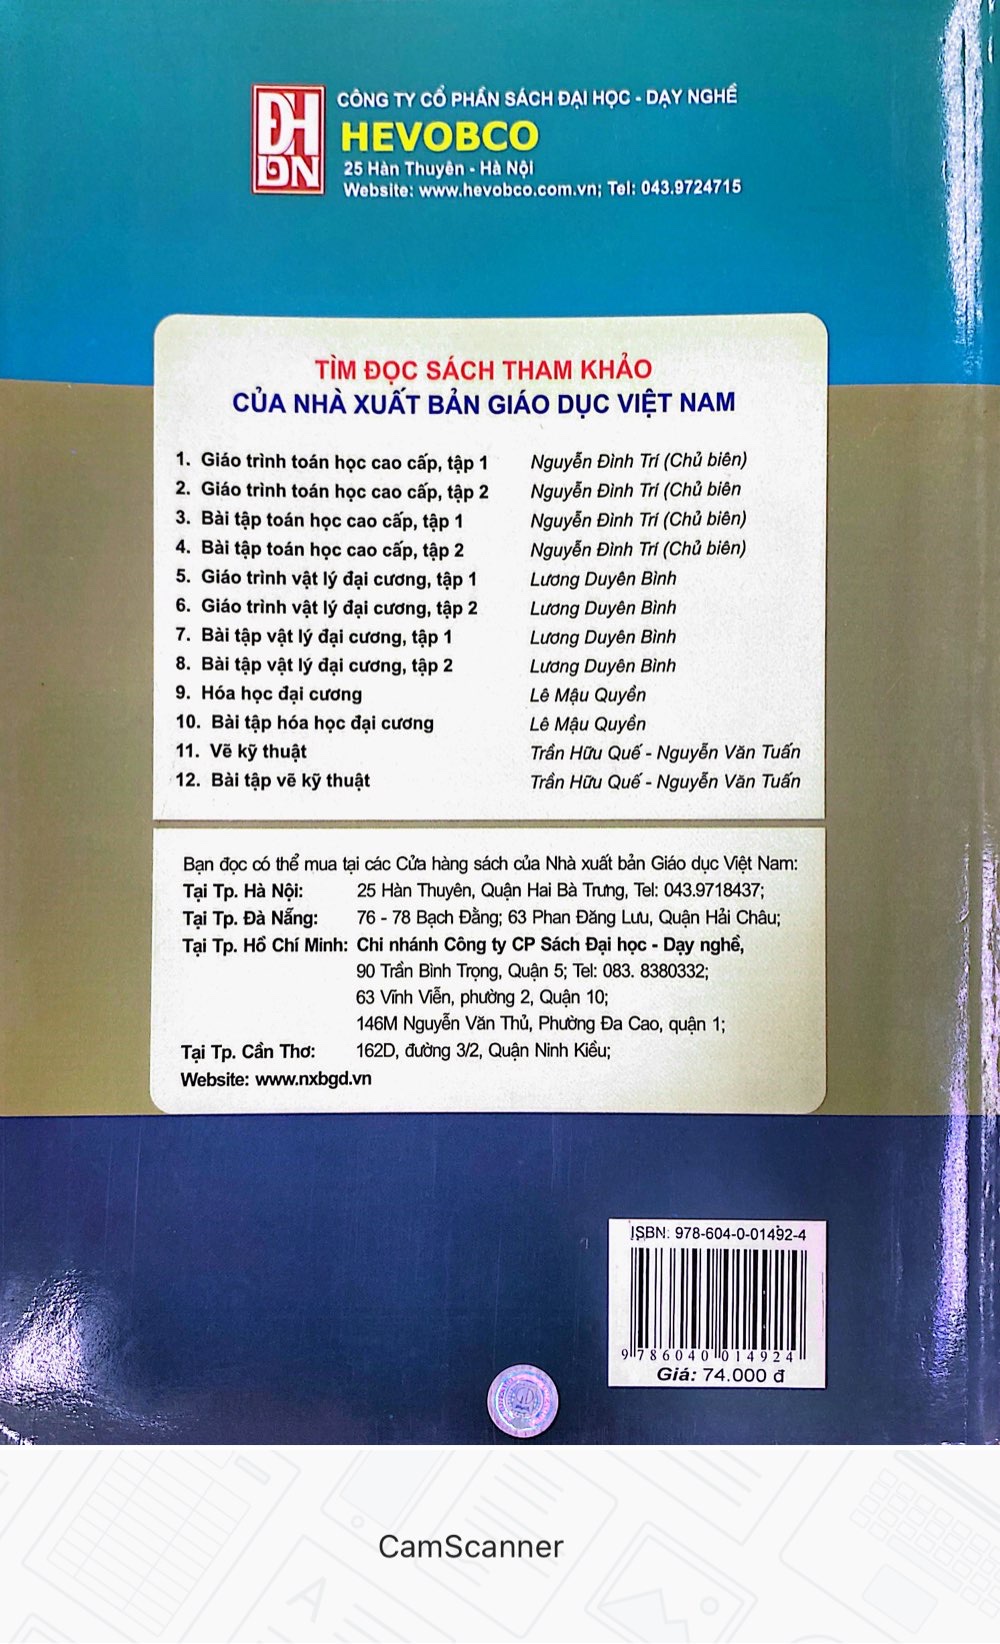 ĐH
DN
CÔNG TY CỔ PHẦN SÁCH ĐẠI HỌC - DẠY NGHỀ
HEVOBCO
25 Hàn Thuyên - Hà Nội
Website: www.hevobco.com.vn; Tel: 043.9724715
TÌM ĐỌC SÁCH THAM KHẢO
CỦA NHÀ XUẤT BẢN GIÁO DỤC VIỆT NAM
1. Giáo trình toán học cao cấp, tập 1 Nguyễn Đình Trí (Chủ biên)
2. Giáo trình toán học cao cấp, tập 2 Nguyễn Đình Trí (Chủ biên
3. Bài tập toán học cao cấp, tập 1 Nguyễn Đình Trí (Chủ biên)
4. Bài tập toán học cao cấp, tập 2 Nguyễn Đình Trí (Chủ biên)
5. Giáo trình vật lý đại cương, tập 1 Lương Duyên Bình
6. Giáo trình vật lý đại cương, tập 2 Lương Duyên Bình
7. Bài tập vật lý đại cương, tập 1 Lương Duyên Bình
8. Bài tập vật lý đại cương, tập 2 Lương Duyên Bình
9. Hóa học đại cương Lê Mậu Quyền
10. Bài tập hóa học đại cương Lê Mậu Quyền
11. Vẽ kỹ thuật Trần Hữu Quế - Nguyễn Văn Tuấn
12. Bài tập vẽ kỹ thuật Trần Hữu Quế - Nguyễn Văn Tuấn
Bạn đọc có thể mua tại các Cửa hàng sách của Nhà xuất bản Giáo dục Việt Nam:
Tại Tp. Hà Nội: 25 Hàn Thuyên, Quận Hai Bà Trưng, Tel: 043.9718437;
Tại Tp. Đà Nẵng: 76 - 78 Bạch Đằng; 63 Phan Đăng Lưu, Quận Hải Châu;
Tại Tp. Hồ Chí Minh: Chi nhánh Công ty CP Sách Đại học - Dạy nghề,
90 Trần Bình Trọng, Quận 5; Tel: 083. 8380332;
63 Vĩnh Viễn, phường 2, Quận 10;
146M Nguyễn Văn Thủ, Phường Đa Cao, quận 1;
Tại Tp. Cần Thơ: 162D, đường 3/2, Quận Ninh Kiều;
Website: www.nxbgd.vn
ISBN: 978-604-0-01492-4
9 786040 014924
Giá: 74.000 đ
CamScanner